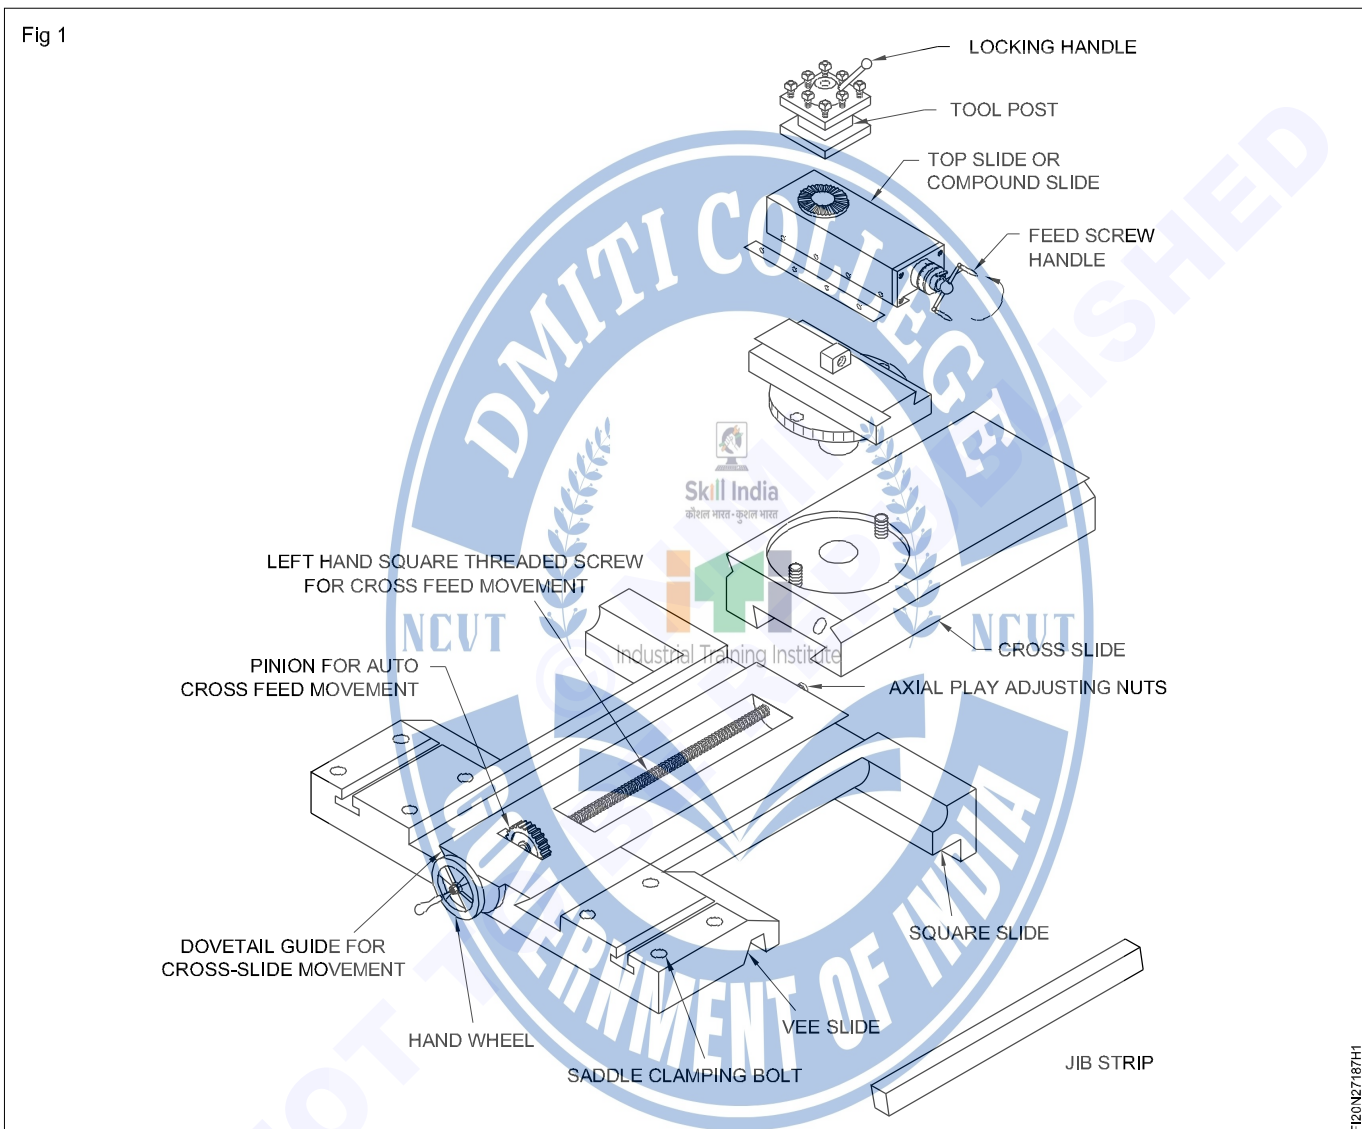 Fig 1
LOCKING HANDLE
TOOL POST
TOP SLIDE OR
COMPOUND SLIDE
FEED SCREW
HANDLE
DMITI COLLEGE
Skill India
कौशल भारत-कुशल भारत
LEFT HAND SQUARE THREADED SCREW
FOR CROSS FEED MOVEMENT
iTi
Industrial Training Institute
NCVT
NCVT
CROSS SLIDE
PINION FOR AUTO
CROSS FEED MOVEMENT
AXIAL PLAY ADJUSTING NUTS
DOVETAIL GUIDE FOR
CROSS-SLIDE MOVEMENT
SQUARE SLIDE
HAND WHEEL
VEE SLIDE
SADDLE CLAMPING BOLT
JIB STRIP
GOVERNMENT OF INDIA
FI20N27187H1